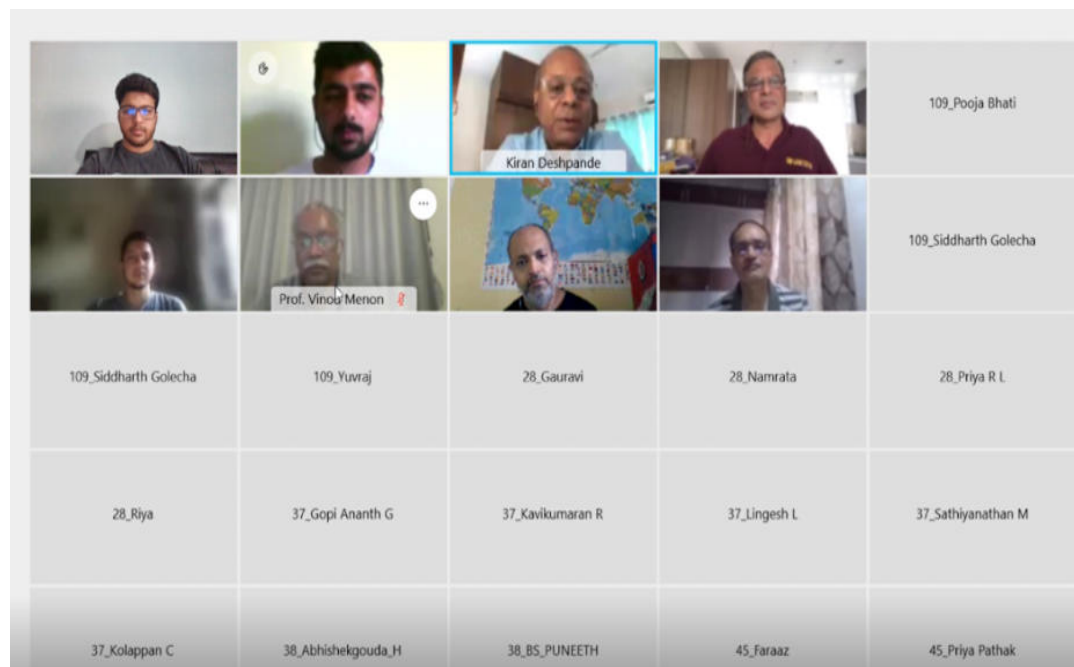 Kiran Deshpande
109_Pooja Bhati
Prof. Vinod Menon
109_Siddharth Golecha
109_Siddharth Golecha
109_Yuvraj
28_Gauravi
28_Namrata
28_Priya R L
28_Riya
37_Gopi Ananth G
37_Kavikumaran R
37_Lingesh L
37_Sathiyanathan M
37_Kolappan C
38_Abhishekgouda_H
38_BS_PUNEETH
45_Faraaz
45_Priya Pathak